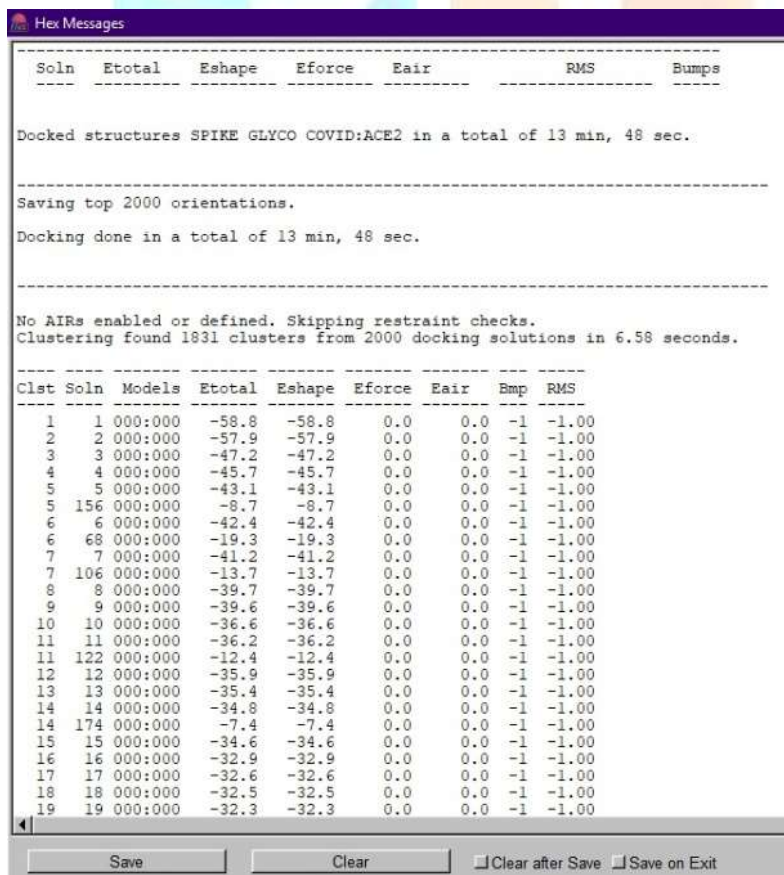 Hex Messages
--------------------------------------------------------------------------
Soln Etotal Eshape Eforce Eair RMS Bumps
---- --------- --------- --------- --------- ---------------- -----
Docked structures SPIKE GLYCO COVID:ACE2 in a total of 13 min, 48 sec.
-------------------------------------------------------------------------------
Saving top 2000 orientations.
Docking done in a total of 13 min, 48 sec.
-------------------------------------------------------------------------------
No AIRs enabled or defined. Skipping restraint checks.
Clustering found 1831 clusters from 2000 docking solutions in 6.58 seconds.
---- ---- ------- ------- ------- ------- ------- --- -----
Clst Soln Models Etotal Eshape Eforce Eair Bmp RMS
---- ---- ------- ------- ------- ------- ------- --- -----
1 1 000:000 -58.8 -58.8 0.0 0.0 -1 -1.00
2 2 000:000 -57.9 -57.9 0.0 0.0 -1 -1.00
3 3 000:000 -47.2 -47.2 0.0 0.0 -1 -1.00
4 4 000:000 -45.7 -45.7 0.0 0.0 -1 -1.00
5 5 000:000 -43.1 -43.1 0.0 0.0 -1 -1.00
5 156 000:000 -8.7 -8.7 0.0 0.0 -1 -1.00
6 6 000:000 -42.4 -42.4 0.0 0.0 -1 -1.00
6 68 000:000 -19.3 -19.3 0.0 0.0 -1 -1.00
7 7 000:000 -41.2 -41.2 0.0 0.0 -1 -1.00
7 106 000:000 -13.7 -13.7 0.0 0.0 -1 -1.00
8 8 000:000 -39.7 -39.7 0.0 0.0 -1 -1.00
9 9 000:000 -39.6 -39.6 0.0 0.0 -1 -1.00
10 10 000:000 -36.6 -36.6 0.0 0.0 -1 -1.00
11 11 000:000 -36.2 -36.2 0.0 0.0 -1 -1.00
11 122 000:000 -12.4 -12.4 0.0 0.0 -1 -1.00
12 12 000:000 -35.9 -35.9 0.0 0.0 -1 -1.00
13 13 000:000 -35.4 -35.4 0.0 0.0 -1 -1.00
14 14 000:000 -34.8 -34.8 0.0 0.0 -1 -1.00
14 174 000:000 -7.4 -7.4 0.0 0.0 -1 -1.00
15 15 000:000 -34.6 -34.6 0.0 0.0 -1 -1.00
16 16 000:000 -32.9 -32.9 0.0 0.0 -1 -1.00
17 17 000:000 -32.6 -32.6 0.0 0.0 -1 -1.00
18 18 000:000 -32.5 -32.5 0.0 0.0 -1 -1.00
19 19 000:000 -32.3 -32.3 0.0 0.0 -1 -1.00
Save Clear Clear after Save Save on Exit